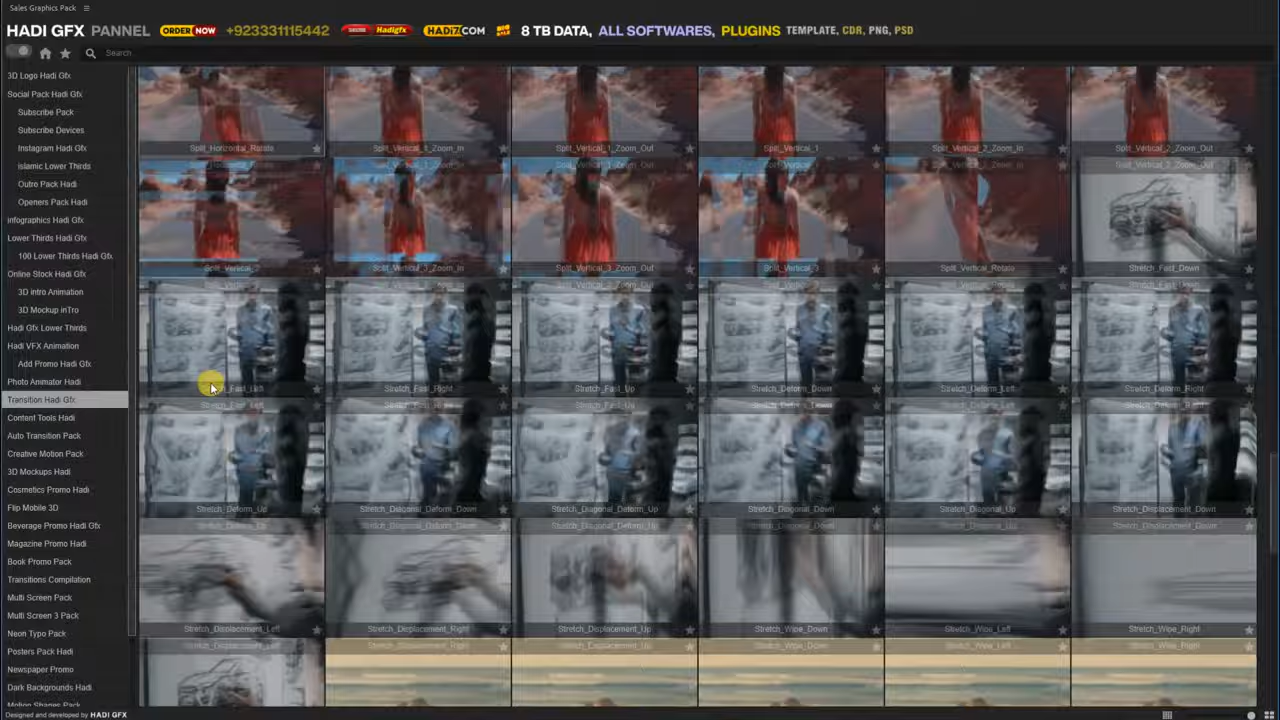 Sales Graphics Pack
HADI GFX PANNEL ORDER NOW +923331115442 SUBSCRIBE Hadigfx HADIZ.COM 8 TB DATA, ALL SOFTWARES, PLUGINS TEMPLATE, CDR, PNG, PSD
Search
3D Logo Hadi Gfx
Social Pack Hadi Gfx
Subscribe Pack
Subscribe Devices
Instagram Hadi Gfx
islamic Lower Thirds
Outro Pack Hadi
Openers Pack Hadi
infographics Hadi Gfx
Lower Thirds Hadi Gfx
100 Lower Thirds Hadi Gfx
Online Stock Hadi Gfx
3D intro Animation
3D Mockup inTro
Hadi Gfx Lower Thirds
Hadi VFX Animation
Add Promo Hadi Gfx
Photo Animator Hadi
Transition Hadi Gfx
Content Tools Hadi
Auto Transition Pack
Creative Motion Pack
3D Mockups Hadi
Cosmetics Promo Hadi
Flip Mobile 3D
Beverage Promo Hadi Gfx
Magazine Promo Hadi
Book Promo Pack
Transitions Compilation
Multi Screen Pack
Multi Screen 3 Pack
Neon Typo Pack
Posters Pack Hadi
Newspaper Promo
Dark Backgrounds Hadi
Motion Shapes Pack
Split_Horizontal_Rotate Split_Vertical_1_Zoom_In Split_Vertical_1_Zoom_Out Split_Vertical_1 Split_Vertical_2_Zoom_In Split_Vertical_2_Zoom_Out
Split_Vertical_2 Split_Vertical_3_Zoom_In Split_Vertical_3_Zoom_Out Split_Vertical_3 Split_Vertical_Rotate Stretch_Fast_Down
Stretch_Fast_Left Stretch_Fast_Right Stretch_Fast_Up Stretch_Deform_Down Stretch_Deform_Left Stretch_Deform_Right
Stretch_Deform_Up Stretch_Diagonal_Deform_Down Stretch_Diagonal_Deform_Up Stretch_Diagonal_Down Stretch_Diagonal_Up Stretch_Displacement_Down
Stretch_Displacement_Left Stretch_Displacement_Right Stretch_Displacement_Up Stretch_Wipe_Down Stretch_Wipe_Left Stretch_Wipe_Right
Designed and developed by HADI GFX